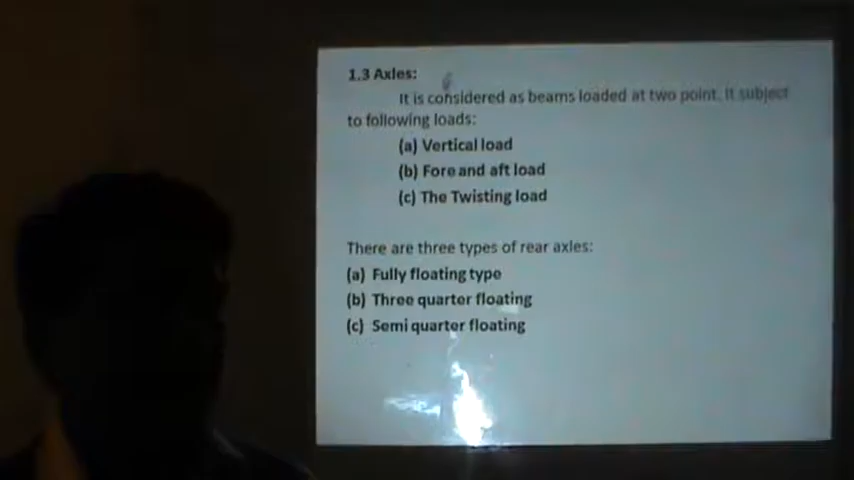 1.3 Axles:
It is considered as beams loaded at two point. It subject
to following loads:
(a) Vertical load
(b) Fore and aft load
(c) The Twisting load
There are three types of rear axles:
(a) Fully floating type
(b) Three quarter floating
(c) Semi quarter floating